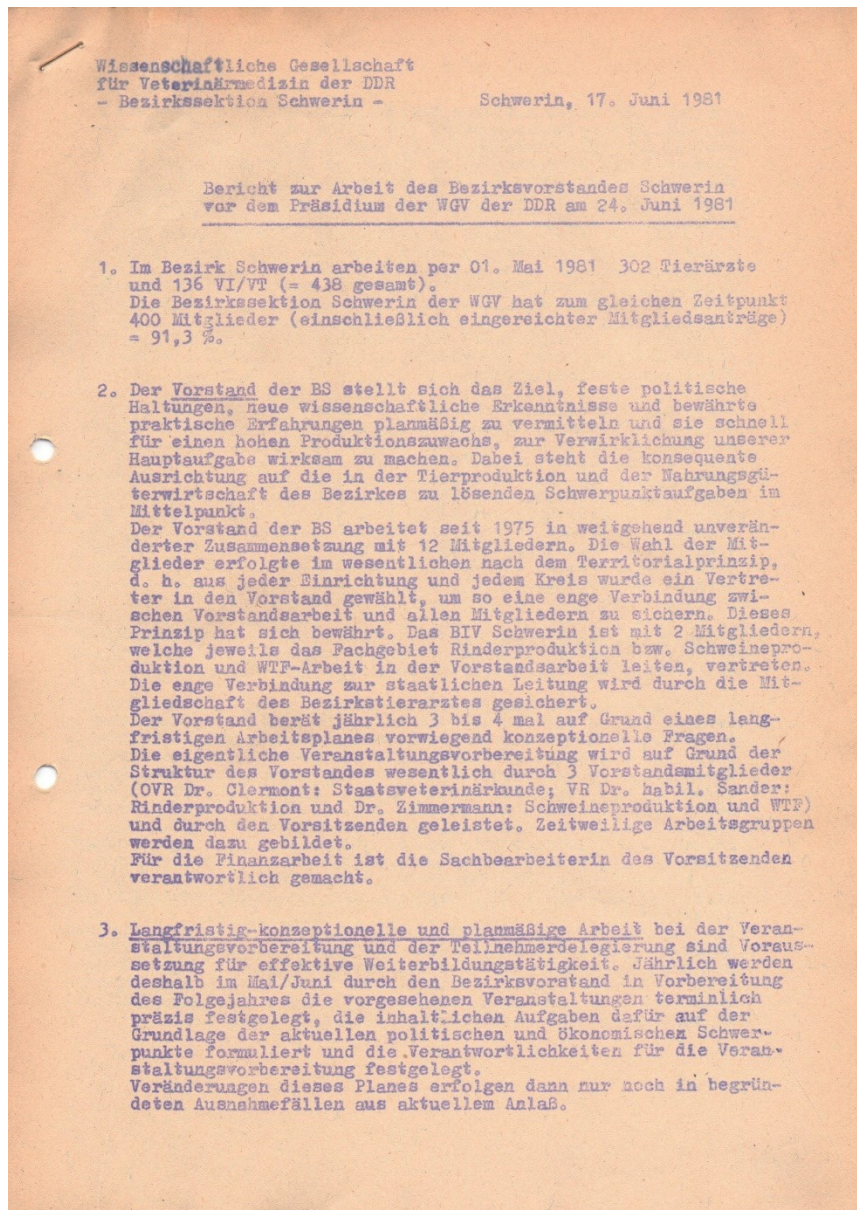 Wissenschaftliche Gesellschaft
für Veterinärmedizin der DDR
- Bezirkssektion Schwerin -
Schwerin, 17. Juni 1981
Bericht zur Arbeit des Bezirksvorstandes Schwerin
vor dem Präsidium der WGV der DDR am 24. Juni 1981
1. Im Bezirk Schwerin arbeiten per 01. Mai 1981 302 Tierärzte
und 136 VI/VT (= 438 gesamt).
Die Bezirkssektion Schwerin der WGV hat zum gleichen Zeitpunkt
400 Mitglieder (einschließlich eingereichter Mitgliedsanträge)
= 91,3 %.
2. Der Vorstand der BS stellt sich das Ziel, feste politische
Haltungen, neue wissenschaftliche Erkenntnisse und bewährte
praktische Erfahrungen planmäßig zu vermitteln und sie schnell
für einen hohen Produktionszuwachs, zur Verwirklichung unserer
Hauptaufgabe wirksam zu machen. Dabei steht die konsequente
Ausrichtung auf die in der Tierproduktion und der Nahrungsgü-
terwirtschaft des Bezirkes zu lösenden Schwerpunktaufgaben im
Mittelpunkt.
Der Vorstand der BS arbeitet seit 1975 in weitgehend unverän-
derter Zusammensetzung mit 12 Mitgliedern. Die Wahl der Mit-
glieder erfolgte im wesentlichen nach dem Territorialprinzip,
d. h. aus jeder Einrichtung und jedem Kreis wurde ein Vertre-
ter in den Vorstand gewählt, um so eine enge Verbindung zwi-
schen Vorstandsarbeit und allen Mitgliedern zu sichern. Dieses
Prinzip hat sich bewährt. Das BIV Schwerin ist mit 2 Mitgliedern,
welche jeweils das Fachgebiet Rinderproduktion bzw. Schweinepro-
duktion und WTF-Arbeit in der Vorstandsarbeit leiten, vertreten.
Die enge Verbindung zur staatlichen Leitung wird durch die Mit-
gliedschaft des Bezirkstierarztes gesichert.
Der Vorstand berät jährlich 3 bis 4 mal auf Grund eines lang-
fristigen Arbeitsplanes vorwiegend konzeptionelle Fragen.
Die eigentliche Veranstaltungsvorbereitung wird auf Grund der
Struktur des Vorstandes wesentlich durch 3 Vorstandsmitglieder
(OVR Dr. Clermont: Staatsveterinärkunde; VR Dr. habil. Sander:
Rinderproduktion und Dr. Zimmermann: Schweineproduktion und WTF)
und durch den Vorsitzenden geleistet. Zeitweilige Arbeitsgruppen
werden dazu gebildet.
Für die Finanzarbeit ist die Sachbearbeiterin des Vorsitzenden
verantwortlich gemacht.
3. Langfristig-konzeptionelle und planmäßige Arbeit bei der Veran-
staltungsvorbereitung und der Teilnehmerdelegierung sind Voraus-
setzung für effektive Weiterbildungstätigkeit. Jährlich werden
deshalb im Mai/Juni durch den Bezirksvorstand in Vorbereitung
des Folgejahres die vorgesehenen Veranstaltungen terminlich
präzis festgelegt, die inhaltlichen Aufgaben dafür auf der
Grundlage der aktuellen politischen und ökonomischen Schwer-
punkte formuliert und die Verantwortlichkeiten für die Veran-
staltungsvorbereitung festgelegt.
Veränderungen dieses Planes erfolgen dann nur noch in begrün-
deten Ausnahmefällen aus aktuellem Anlaß.